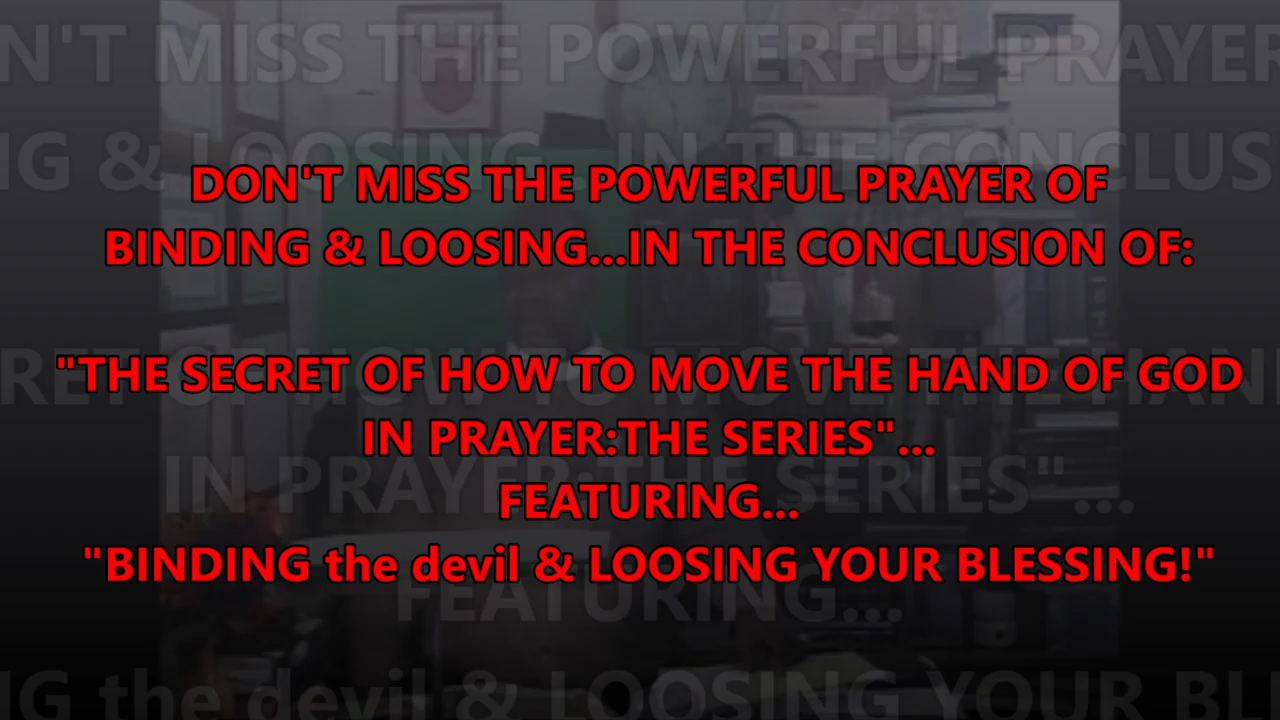 DON'T MISS THE POWERFUL PRAYER OF
BINDING & LOOSING...IN THE CONCLUSION OF:
"THE SECRET OF HOW TO MOVE THE HAND OF GOD
IN PRAYER:THE SERIES"...
FEATURING...
"BINDING the devil & LOOSING YOUR BLESSING!"